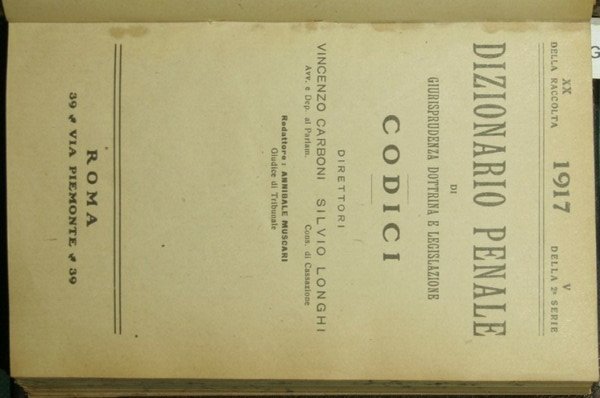 XX
DELLA RACCOLTA
1917
V
DELLA 2ª SERIE
DIZIONARIO PENALE
DI
GIURISPRUDENZA DOTTRINA E LEGISLAZIONE
CODICI
DIRETTORI
VINCENZO CARBONI SILVIO LONGHI
Avv. e Dep. al Parlam. Cons. di Cassazione
Redattore: ANNIBALE MUSCARI
Giudice di Tribunale
ROMA
39 VIA PIEMONTE 39
G